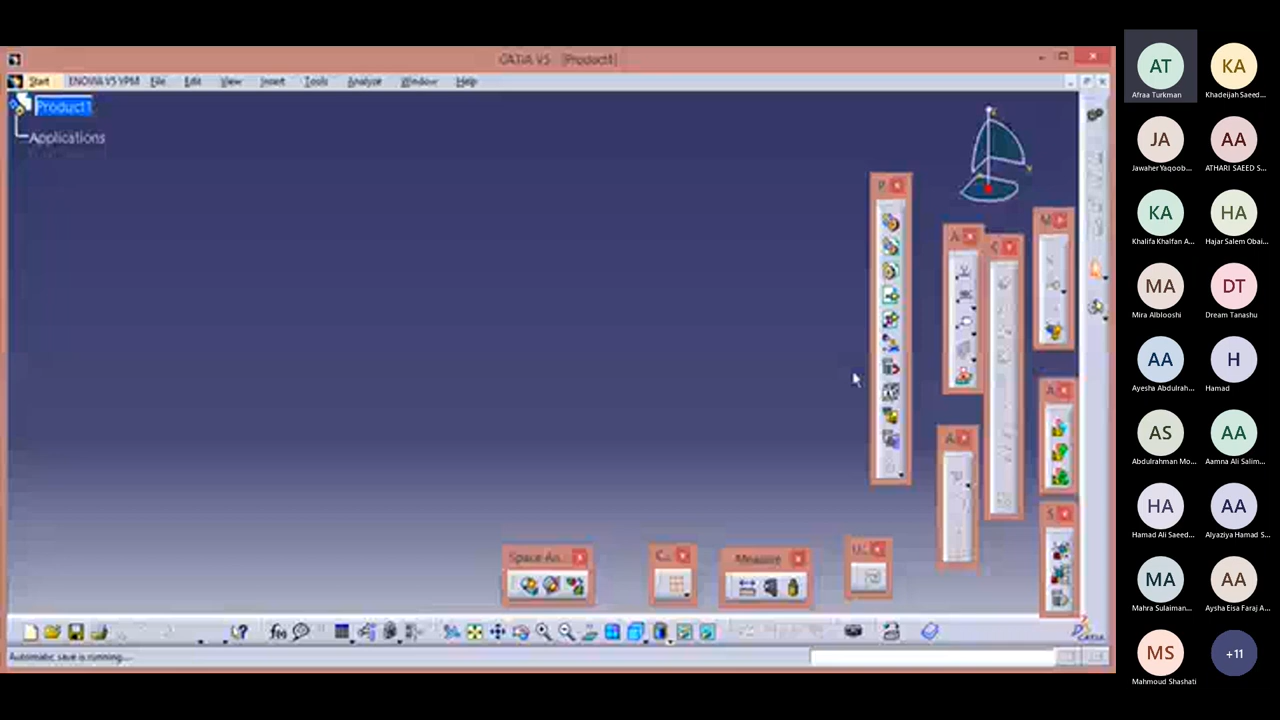 CATIA V5 - [Product1]
Start ENOVIA V5 VPM File Edit View Insert Tools Analyze Window Help
Product1
Applications
P
A
C
M
A
A
S
Space An...
C...
Measure
U...
f(x)
CATIA
Automatic save is running...
AT
Afraa Turkman
KA
Khadeijah Saeed...
JA
Jawaher Yaqoob...
AA
ATHARI SAEED S...
KA
Khalifa Khalfan A...
HA
Hajar Salem Obai...
MA
Mira Alblooshi
DT
Dream Tanashu
AA
Ayesha Abdulrah...
H
Hamad
AS
Abdulrahman Mo...
AA
Aamna Ali Salim...
HA
Hamad Ali Saeed...
AA
Alyaziya Hamad S...
MA
Mahra Sulaiman...
AA
Aysha Eisa Faraj A...
MS
Mahmoud Shashati
+11